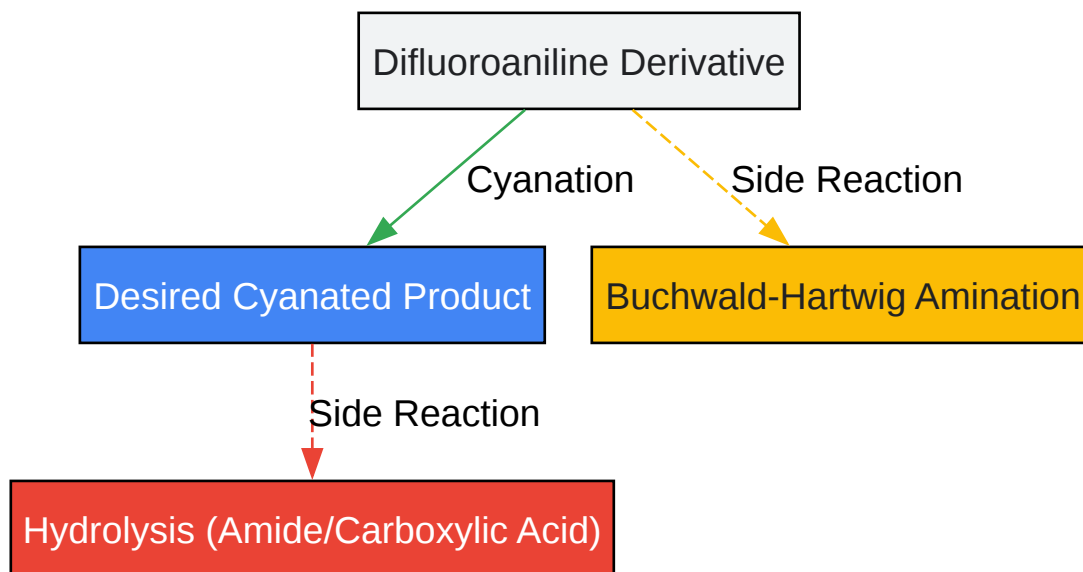 Difluoroaniline Derivative
Cyanation
Side Reaction
Desired Cyanated Product
Buchwald-Hartwig Amination
Side Reaction
Hydrolysis (Amide/Carboxylic Acid)